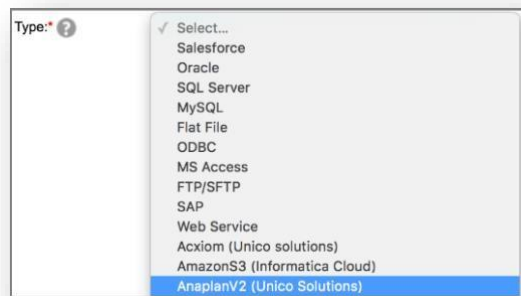 Type:* ?
✓ Select...
Salesforce
Oracle
SQL Server
MySQL
Flat File
ODBC
MS Access
FTP/SFTP
SAP
Web Service
Acxiom (Unico solutions)
AmazonS3 (Informatica Cloud)
AnaplanV2 (Unico Solutions)